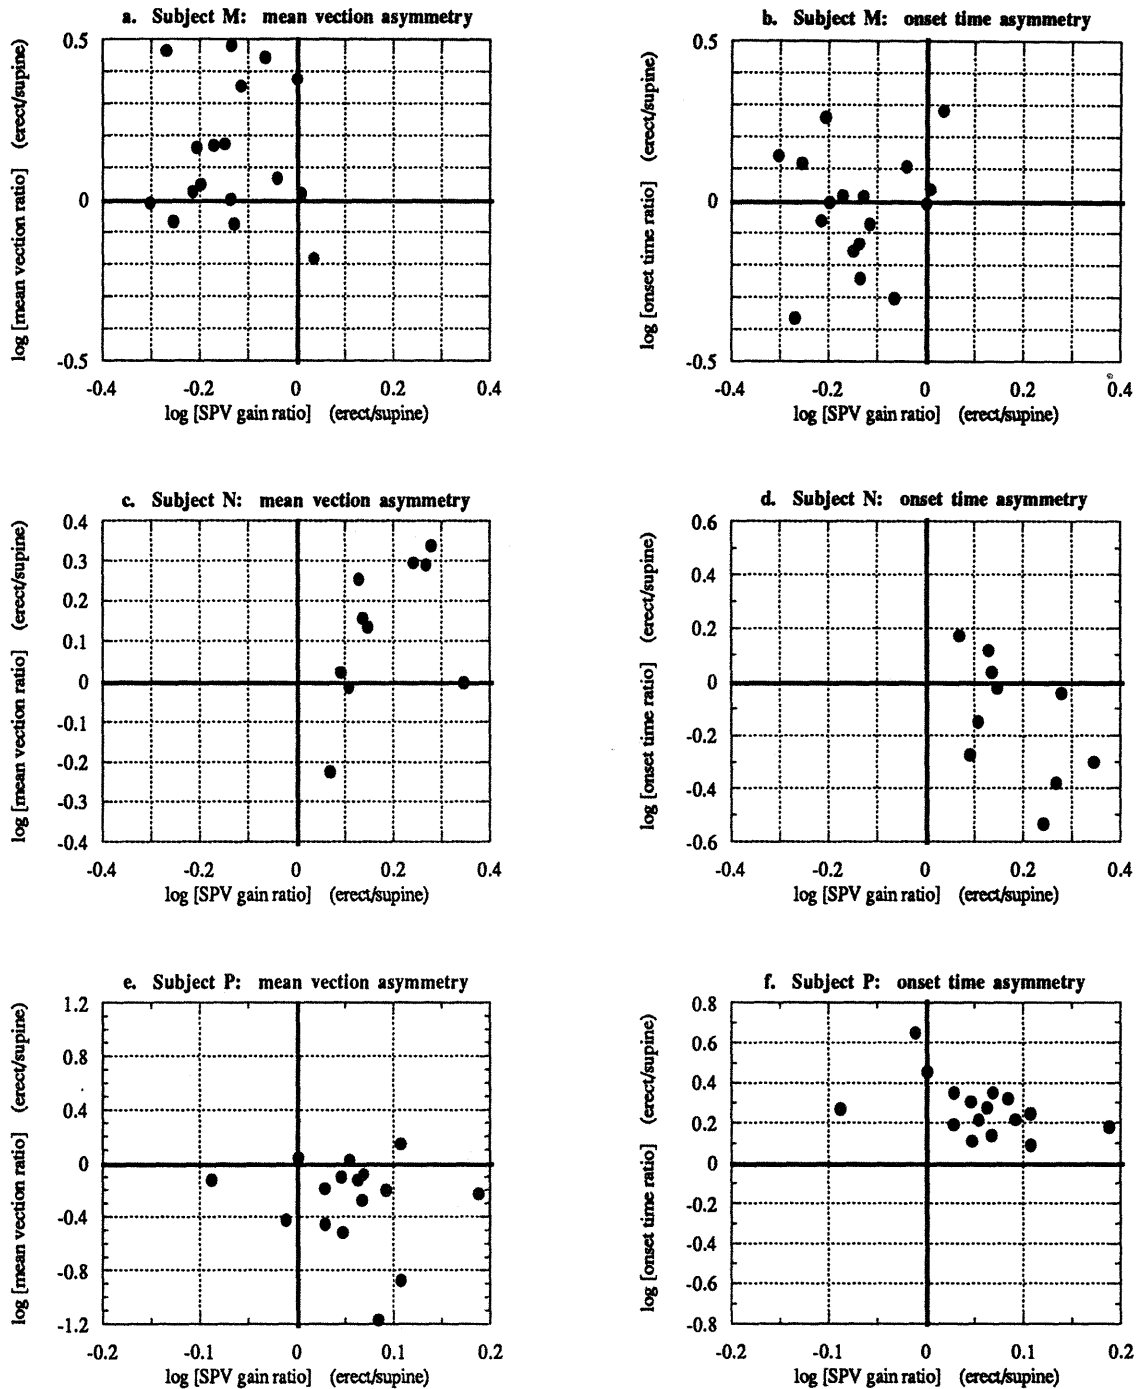 a. Subject M: mean vection asymmetry
log [mean vection ratio] (erect/supine)
0.5
0
-0.5
-0.4 -0.2 0 0.2 0.4
log [SPV gain ratio] (erect/supine)
b. Subject M: onset time asymmetry
log [onset time ratio] (erect/supine)
0.5
0
-0.5
-0.4 -0.2 0 0.2 0.4
log [SPV gain ratio] (erect/supine)
c. Subject N: mean vection asymmetry
log [mean vection ratio] (erect/supine)
0.4
0.3
0.2
0.1
0
-0.1
-0.2
-0.3
-0.4
-0.4 -0.2 0 0.2 0.4
log [SPV gain ratio] (erect/supine)
d. Subject N: onset time asymmetry
log [onset time ratio] (erect/supine)
0.6
0.4
0.2
0
-0.2
-0.4
-0.6
-0.4 -0.2 0 0.2 0.4
log [SPV gain ratio] (erect/supine)
e. Subject P: mean vection asymmetry
log [mean vection ratio] (erect/supine)
1.2
0.8
0.4
0
-0.4
-0.8
-1.2
-0.2 -0.1 0 0.1 0.2
log [SPV gain ratio] (erect/supine)
f. Subject P: onset time asymmetry
log [onset time ratio] (erect/supine)
0.8
0.6
0.4
0.2
0
-0.2
-0.4
-0.6
-0.8
-0.2 -0.1 0 0.1 0.2
log [SPV gain ratio] (erect/supine)